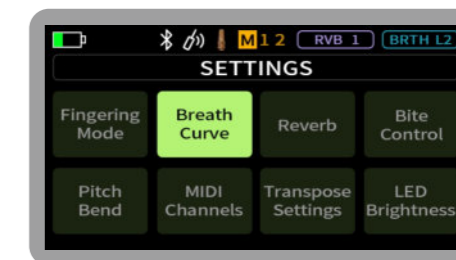 M 1 2 RVB 1 BRTH L2
SETTINGS
Fingering Mode
Breath Curve
Reverb
Bite Control
Pitch Bend
MIDI Channels
Transpose Settings
LED Brightness